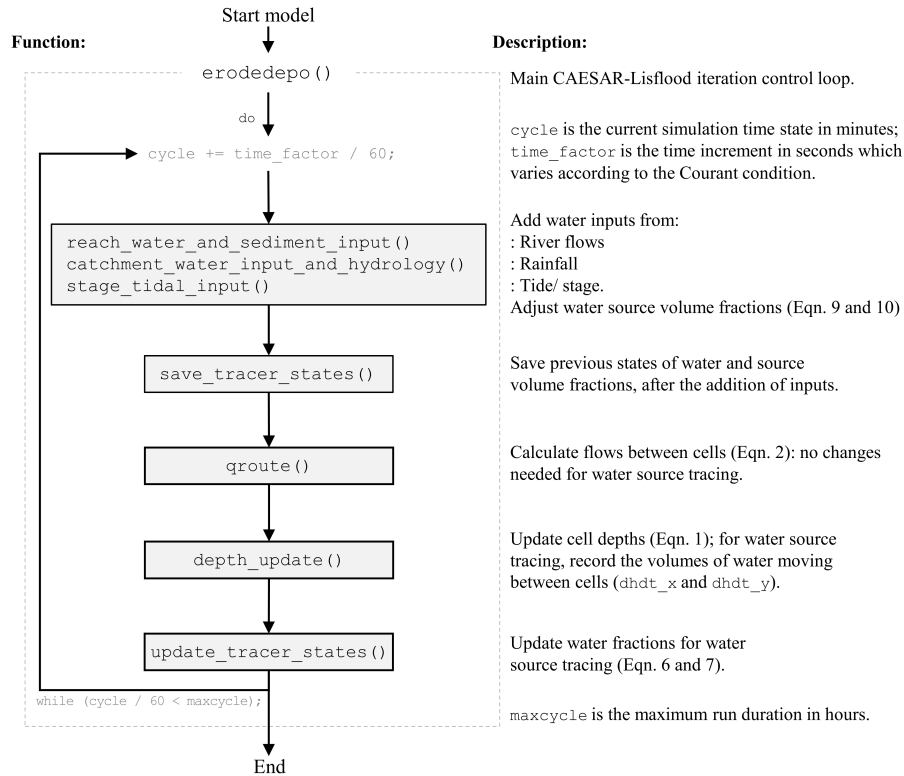 Start model
Function:
Description:
erodedepo()
Main CAESAR-Lisflood iteration control loop.
do
cycle += time_factor / 60;
cycle is the current simulation time state in minutes;
time_factor is the time increment in seconds which
varies according to the Courant condition.
reach_water_and_sediment_input()
catchment_water_input_and_hydrology()
stage_tidal_input()
Add water inputs from:
: River flows
: Rainfall
: Tide/ stage.
Adjust water source volume fractions (Eqn. 9 and 10)
save_tracer_states()
Save previous states of water and source
volume fractions, after the addition of inputs.
qroute()
Calculate flows between cells (Eqn. 2): no changes
needed for water source tracing.
depth_update()
Update cell depths (Eqn. 1); for water source
tracing, record the volumes of water moving
between cells (dhdt_x and dhdt_y).
update_tracer_states()
Update water fractions for water
source tracing (Eqn. 6 and 7).
while (cycle / 60 < maxcycle);
maxcycle is the maximum run duration in hours.
End